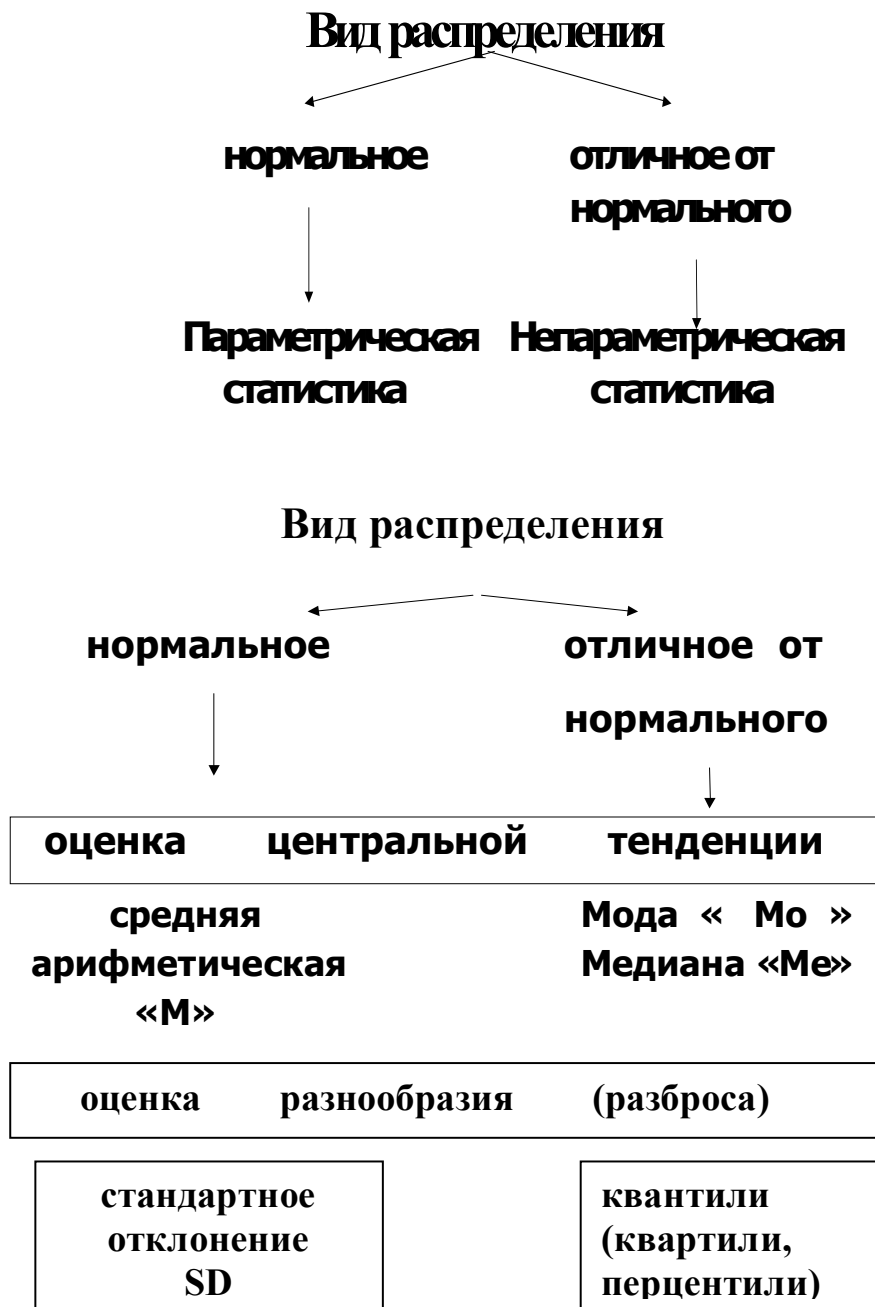 Вид распределения
нормальное отличное от
нормального
Параметрическая Непараметрическая
статистика статистика
Вид распределения
нормальное отличное от
нормального
оценка центральной тенденции
средняя Мода « Мо »
арифметическая Медиана «Ме»
«М»
оценка разнообразия (разброса)
стандартное квантили
отклонение (квартили,
SD перцентили)